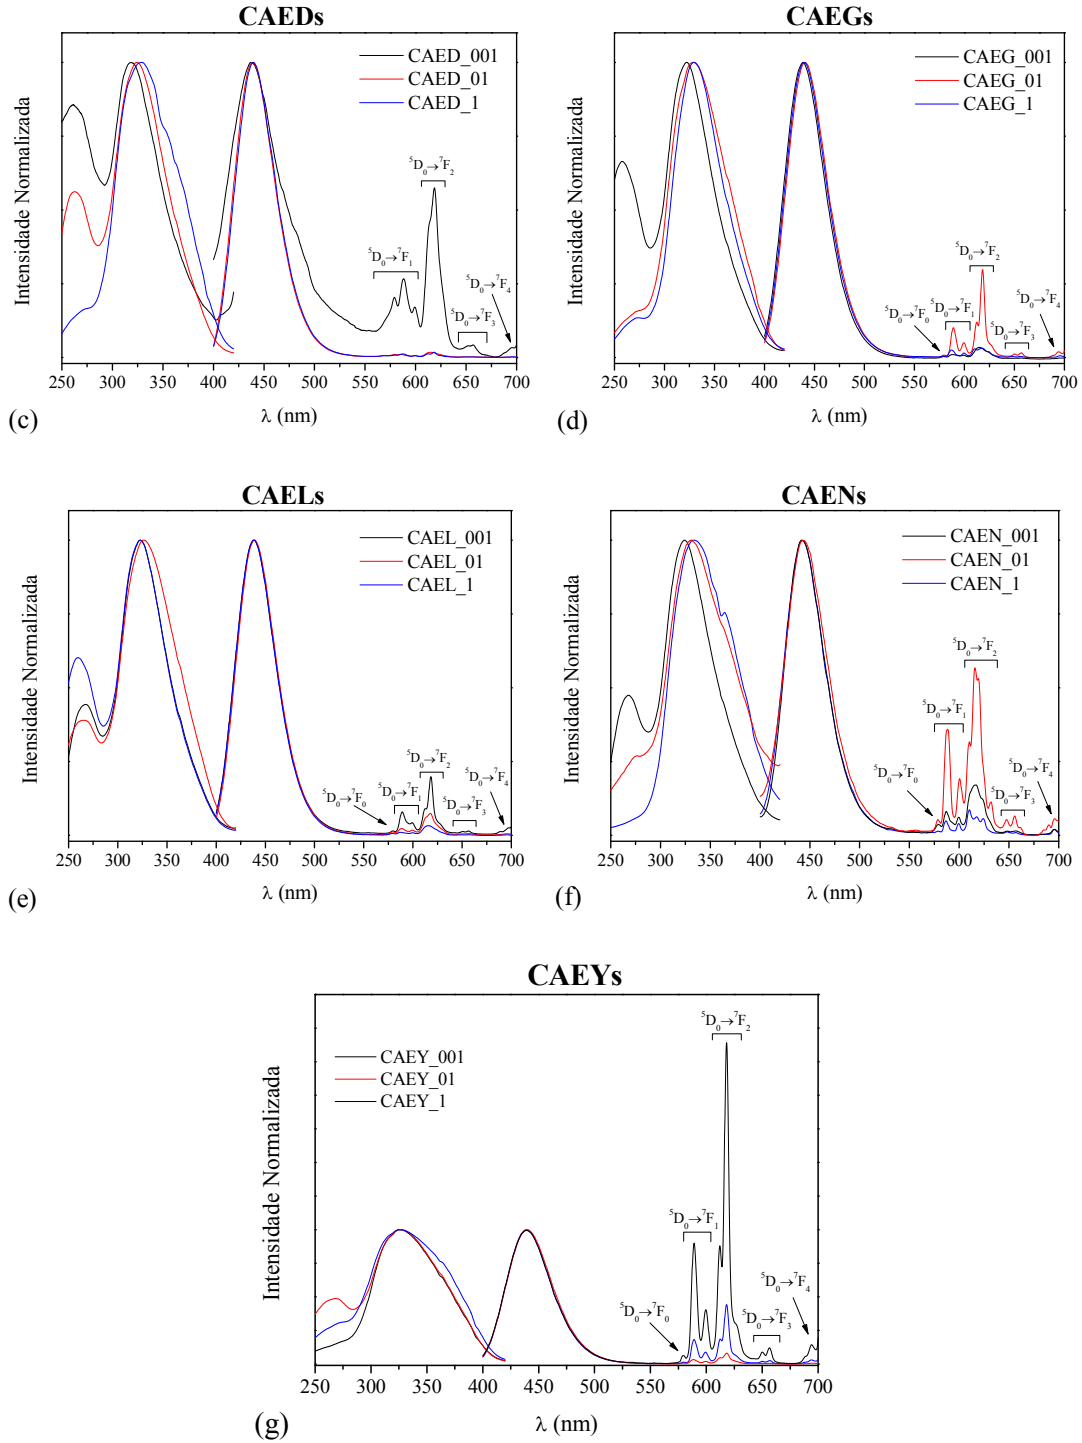 CAEDs
CAED_001
CAED_01
CAED_1
⁵D₀→⁷F₂
⁵D₀→⁷F₁
⁵D₀→⁷F₄
⁵D₀→⁷F₃
Intensidade Normalizada
250 300 350 400 450 500 550 600 650 700
λ (nm)
(c)
CAEGs
CAEG_001
CAEG_01
CAEG_1
⁵D₀→⁷F₂
⁵D₀→⁷F₀
⁵D₀→⁷F₁
⁵D₀→⁷F₄
⁵D₀→⁷F₃
Intensidade Normalizada
250 300 350 400 450 500 550 600 650 700
λ (nm)
(d)
CAELs
CAEL_001
CAEL_01
CAEL_1
⁵D₀→⁷F₂
⁵D₀→⁷F₀
⁵D₀→⁷F₁
⁵D₀→⁷F₄
⁵D₀→⁷F₃
Intensidade Normalizada
250 300 350 400 450 500 550 600 650 700
λ (nm)
(e)
CAENs
CAEN_001
CAEN_01
CAEN_1
⁵D₀→⁷F₂
⁵D₀→⁷F₁
⁵D₀→⁷F₀
⁵D₀→⁷F₄
⁵D₀→⁷F₃
Intensidade Normalizada
250 300 350 400 450 500 550 600 650 700
λ (nm)
(f)
CAEYs
CAEY_001
CAEY_01
CAEY_1
⁵D₀→⁷F₂
⁵D₀→⁷F₁
⁵D₀→⁷F₀
⁵D₀→⁷F₄
⁵D₀→⁷F₃
Intensidade Normalizada
250 300 350 400 450 500 550 600 650 700
λ (nm)
(g)